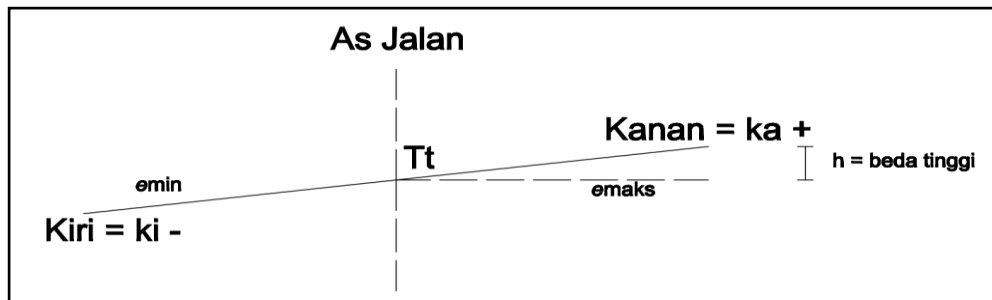 As Jalan
Kanan = ka +
Tt
h = beda tinggi
emin
emaks
Kiri = ki -